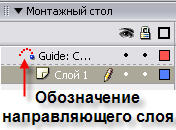 Монтажный стол
Guide: С...
Слой 1
Обозначение
направляющего слоя